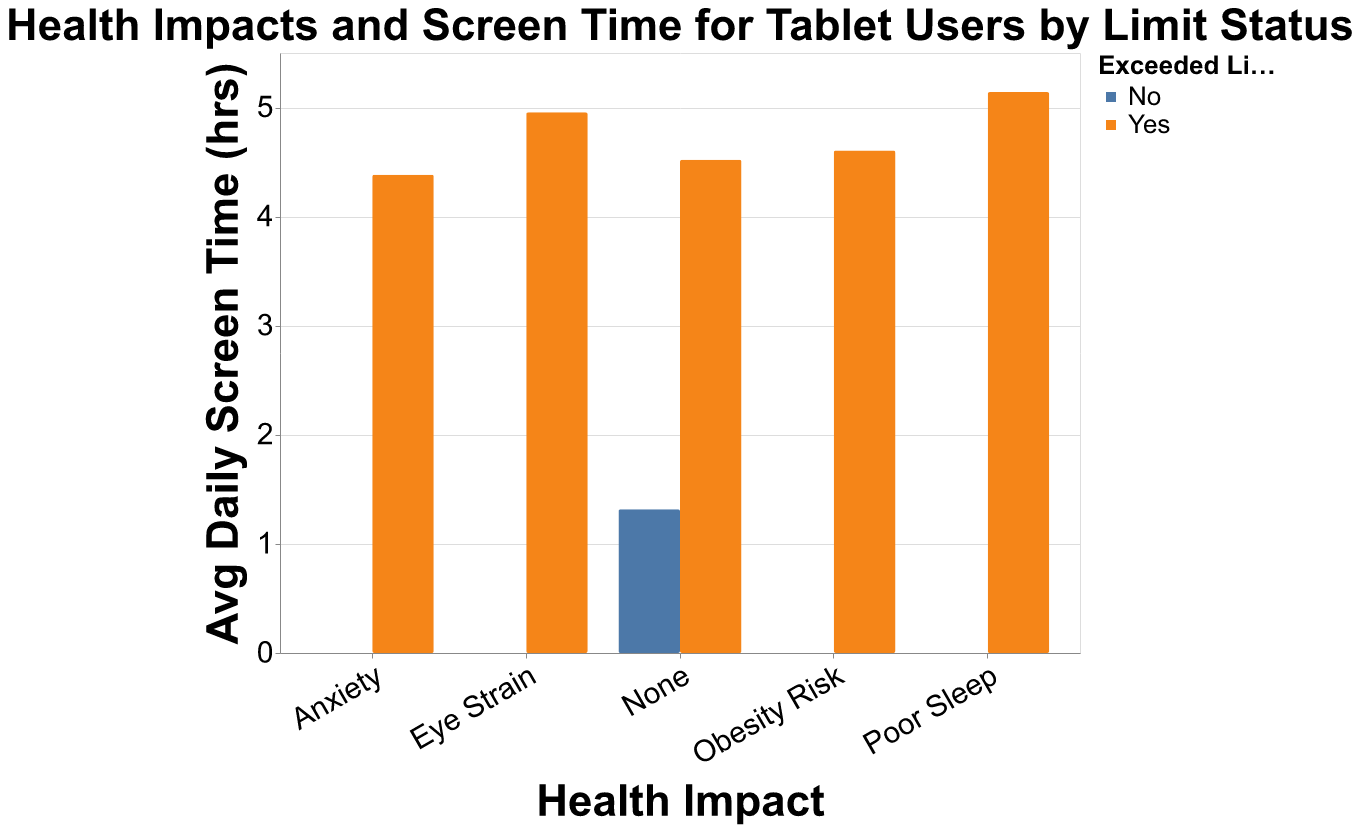 Health Impacts and Screen Time for Tablet Users by Limit Status
Exceeded Li…
No
Yes
Avg Daily Screen Time (hrs)
5
4
3
2
1
0
Anxiety
Eye Strain
None
Obesity Risk
Poor Sleep
Health Impact